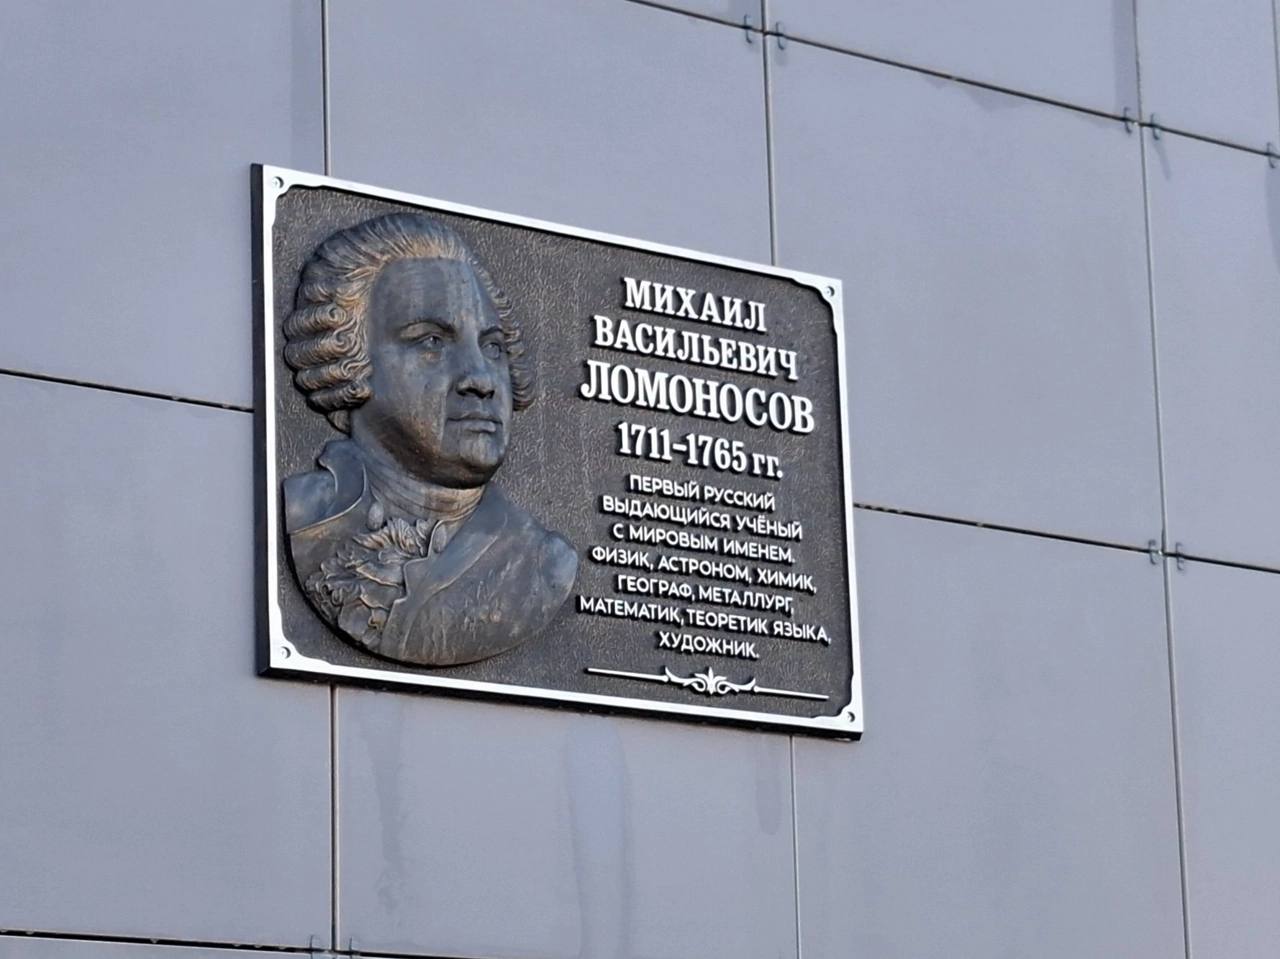 МИХАИЛ
ВАСИЛЬЕВИЧ
ЛОМОНОСОВ
1711-1765 гг.
ПЕРВЫЙ РУССКИЙ
ВЫДАЮЩИЙСЯ УЧЁНЫЙ
С МИРОВЫМ ИМЕНЕМ.
ФИЗИК, АСТРОНОМ, ХИМИК,
ГЕОГРАФ, МЕТАЛЛУРГ,
МАТЕМАТИК, ТЕОРЕТИК ЯЗЫКА,
ХУДОЖНИК.